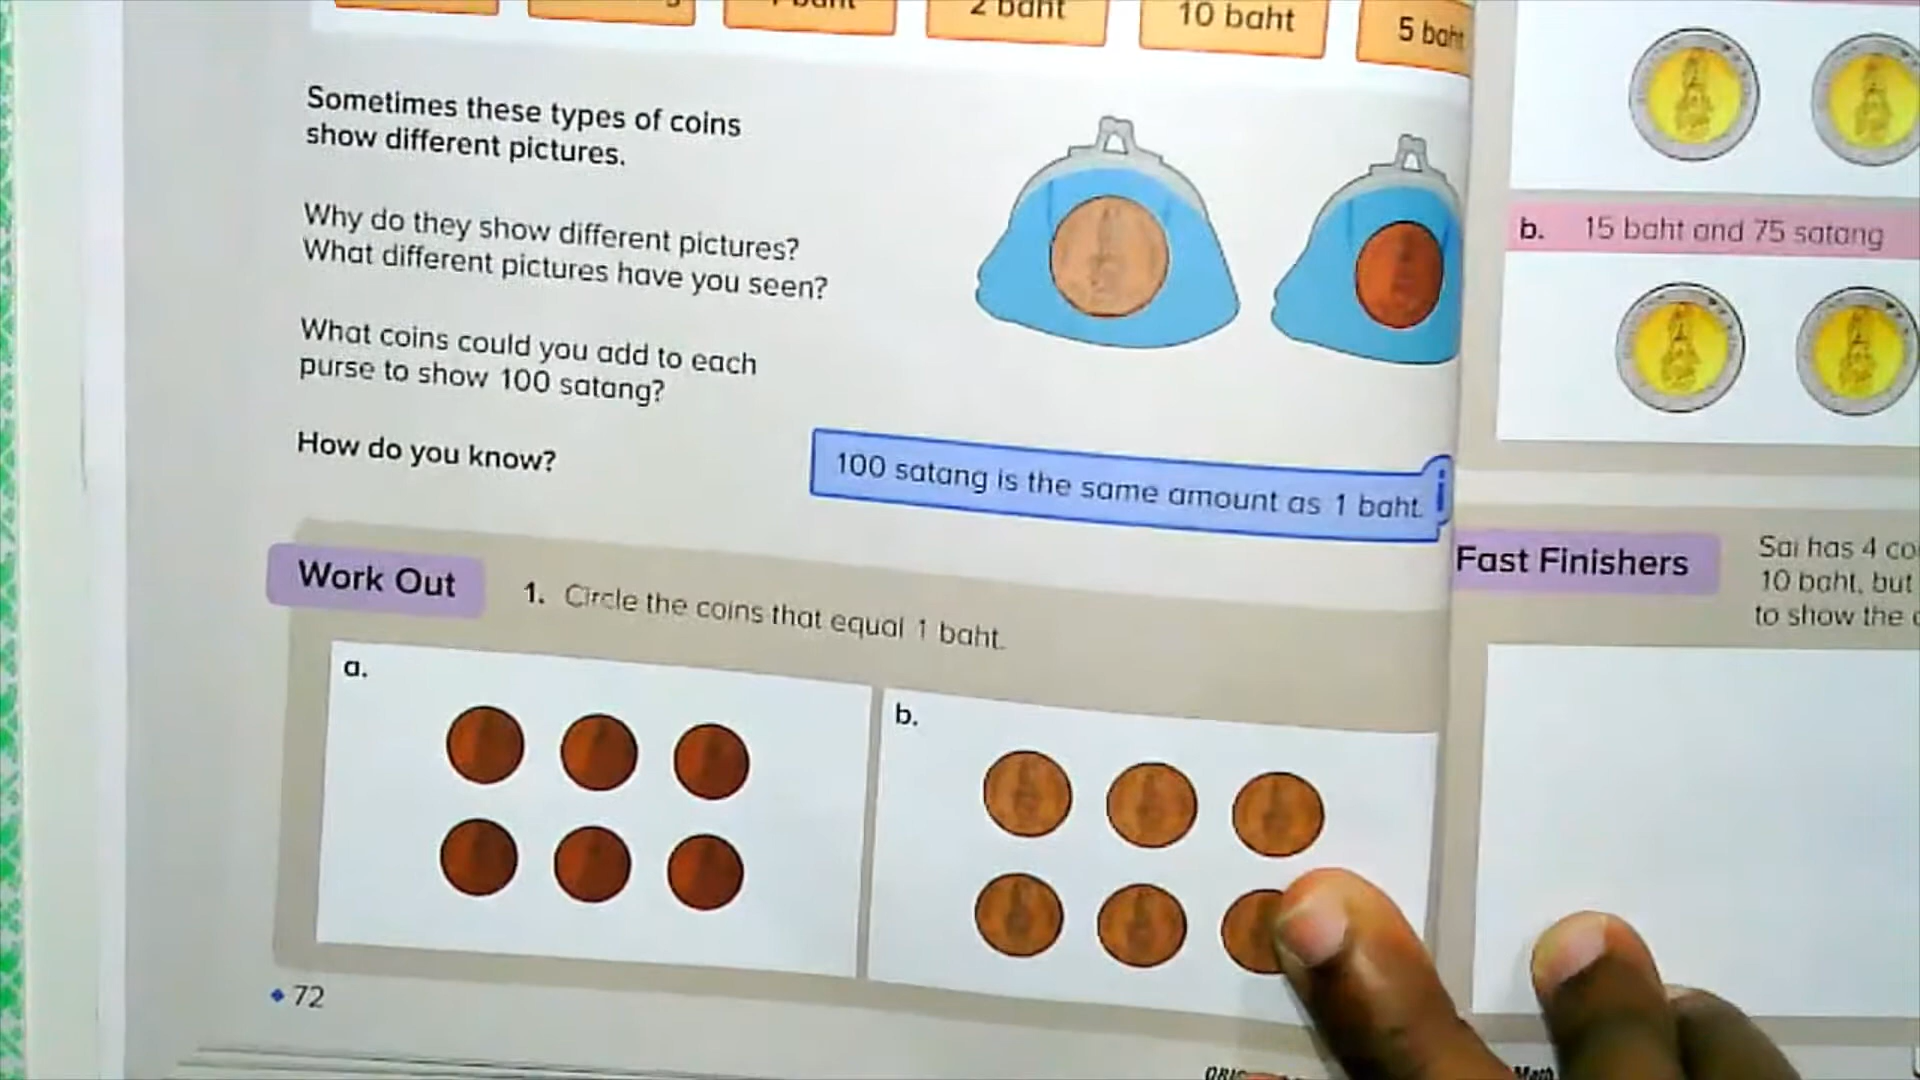 2 baht
10 baht
5 baht
Sometimes these types of coins
show different pictures.
Why do they show different pictures?
What different pictures have you seen?
What coins could you add to each
purse to show 100 satang?
How do you know?
100 satang is the same amount as 1 baht.
i
Work Out
1. Circle the coins that equal 1 baht.
a.
b.
72
b. 15 baht and 75 satang
Fast Finishers
Sai has 4
10 baht, but
to show the
Math